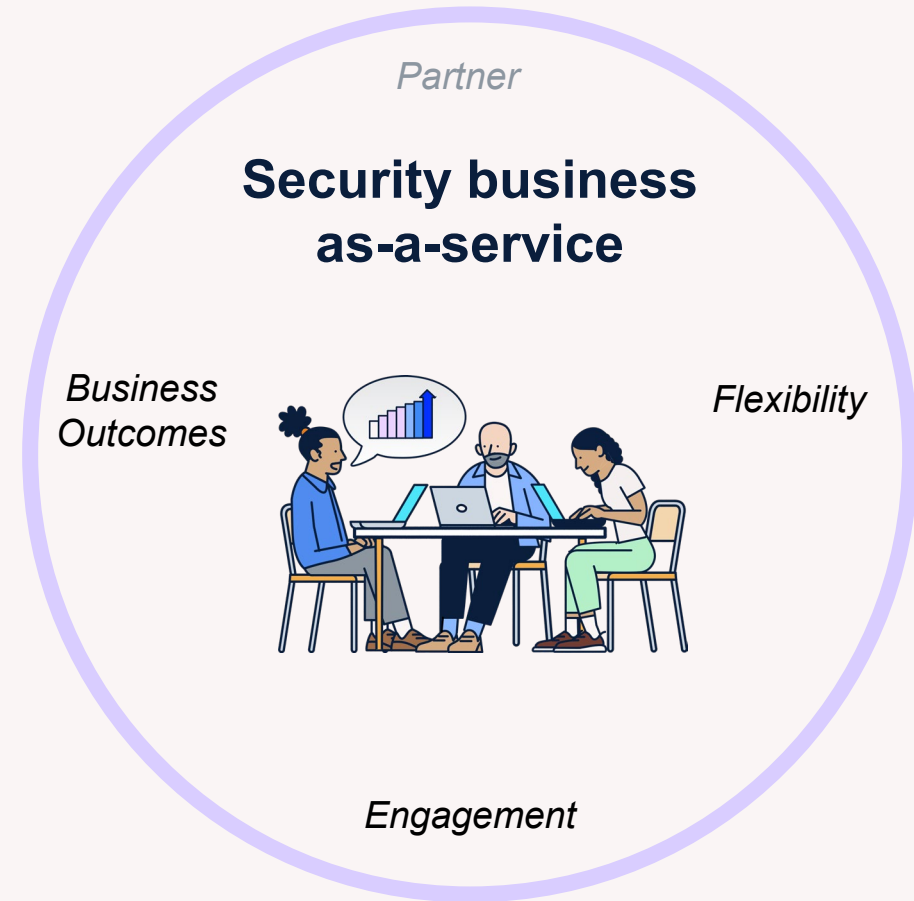 Partner
Security business
as-a-service
Business
Outcomes
Flexibility
Engagement